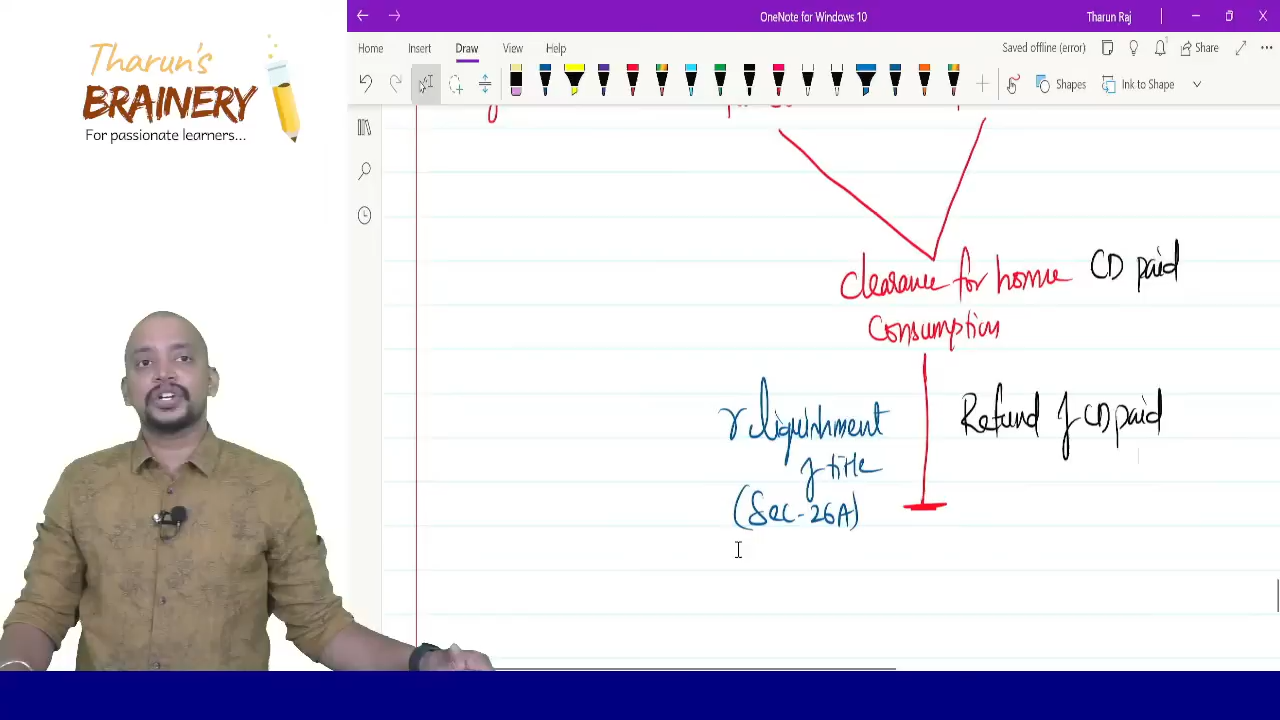 Tharun's
BRAINERY
For passionate learners...
OneNote for Windows 10
Tharun Raj
Home Insert Draw View Help
Saved offline (error)
Share
Shapes
Ink to Shape
Clearance for home
Consumption
CD paid
reliquishment
of title
(Sec-26A)
Refund of CD paid